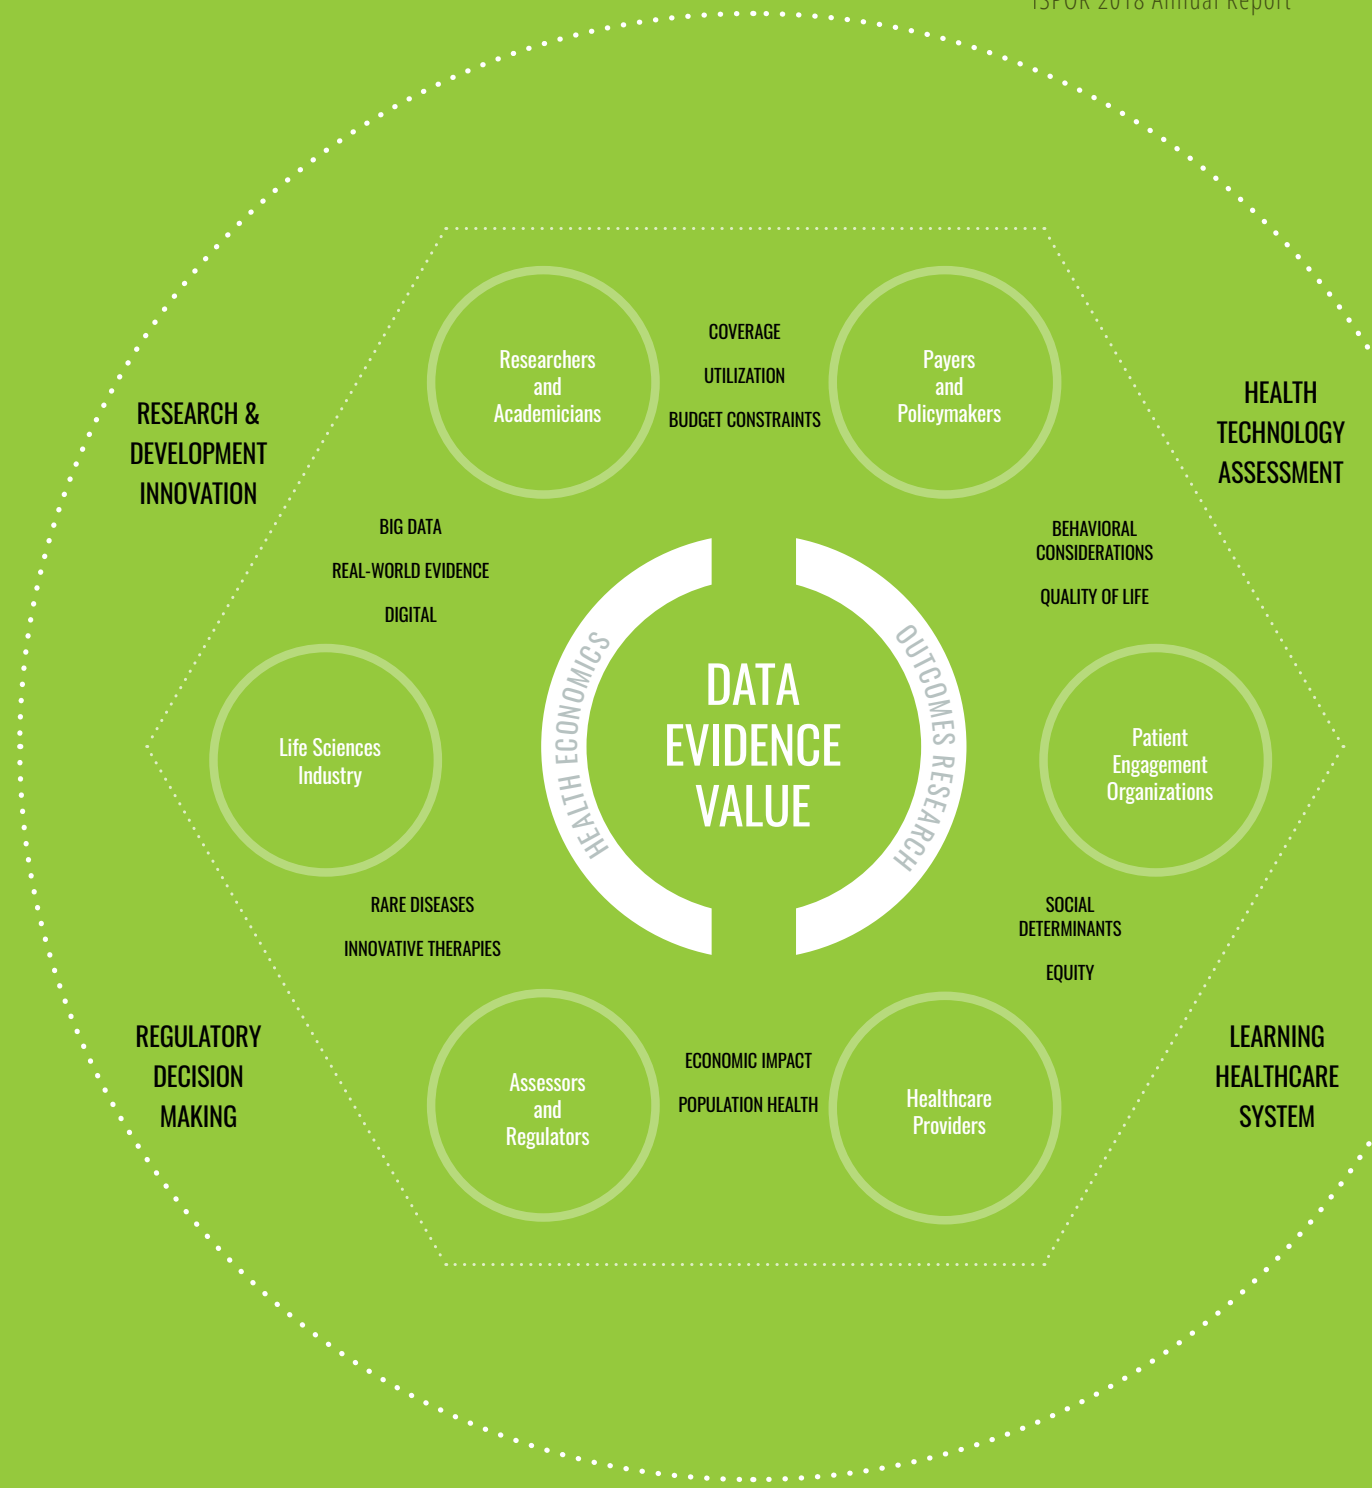 ISPOR 2018 Annual Report
Researchers
and
Academicians
COVERAGE
UTILIZATION
BUDGET CONSTRAINTS
Payers
and
Policymakers
RESEARCH &
DEVELOPMENT
INNOVATION
HEALTH
TECHNOLOGY
ASSESSMENT
BIG DATA
REAL-WORLD EVIDENCE
DIGITAL
BEHAVIORAL
CONSIDERATIONS
QUALITY OF LIFE
Life Sciences
Industry
HEALTH ECONOMICS
DATA
EVIDENCE
VALUE
OUTCOMES RESEARCH
Patient
Engagement
Organizations
RARE DISEASES
INNOVATIVE THERAPIES
SOCIAL
DETERMINANTS
EQUITY
REGULATORY
DECISION
MAKING
Assessors
and
Regulators
ECONOMIC IMPACT
POPULATION HEALTH
Healthcare
Providers
LEARNING
HEALTHCARE
SYSTEM